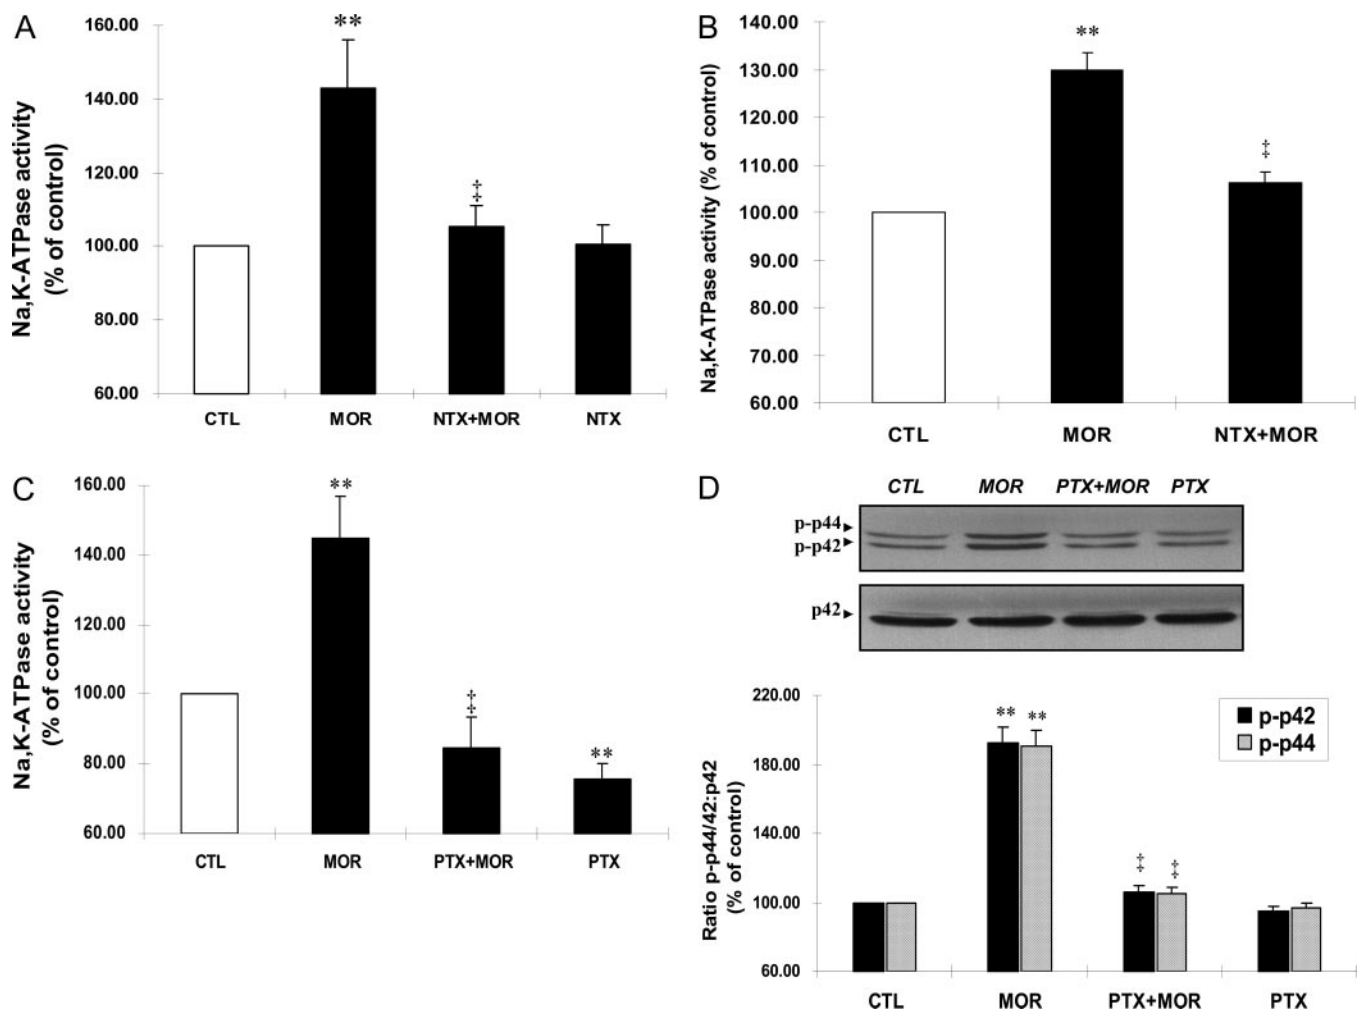 A
Na,K-ATPase activity
(% of control)
160.00
140.00
120.00
100.00
80.00
60.00
**
‡
CTL MOR NTX+MOR NTX
B
Na,K-ATPase activity (% of control)
140.00
130.00
120.00
110.00
100.00
90.00
80.00
70.00
60.00
**
‡
CTL MOR NTX+MOR
C
Na,K-ATPase activity
(% of control)
160.00
140.00
120.00
100.00
80.00
60.00
**
‡
**
CTL MOR PTX+MOR PTX
D
CTL MOR PTX+MOR PTX
p-p44
p-p42
p42
Ratio p-p44/42:p42
(% of control)
220.00
180.00
140.00
100.00
60.00
** **
‡ ‡
p-p42
p-p44
CTL MOR PTX+MOR PTX